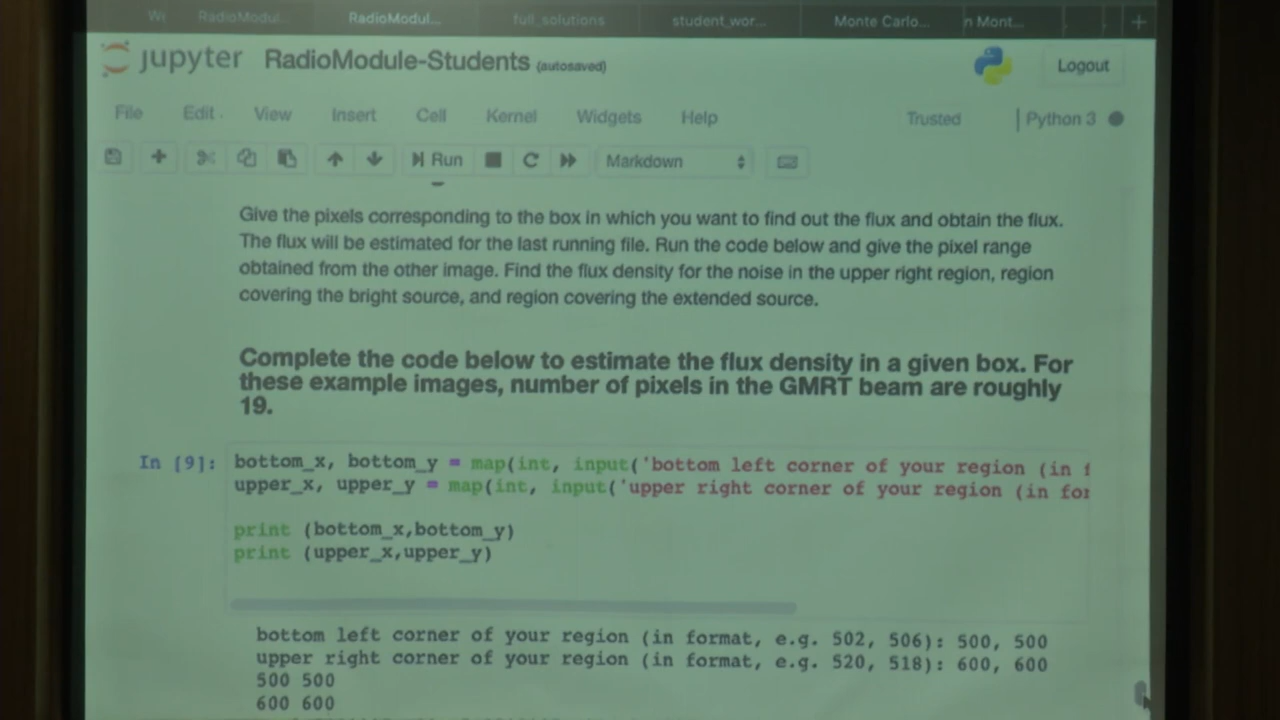 RadioModul...
RadioModul...
full_solutions
student_wor...
Monte Carlo...
n Mont...
+
jupyter RadioModule-Students (autosaved)
Logout
File Edit View Insert Cell Kernel Widgets Help
Trusted
Python 3
Run
Markdown
Give the pixels corresponding to the box in which you want to find out the flux and obtain the flux.
The flux will be estimated for the last running file. Run the code below and give the pixel range
obtained from the other image. Find the flux density for the noise in the upper right region, region
covering the bright source, and region covering the extended source.
Complete the code below to estimate the flux density in a given box. For
these example images, number of pixels in the GMRT beam are roughly
19.
In [9]: bottom_x, bottom_y = map(int, input('bottom left corner of your region (in f
upper_x, upper_y = map(int, input('upper right corner of your region (in for
print (bottom_x,bottom_y)
print (upper_x,upper_y)
bottom left corner of your region (in format, e.g. 502, 506): 500, 500
upper right corner of your region (in format, e.g. 520, 518): 600, 600
500 500
600 600